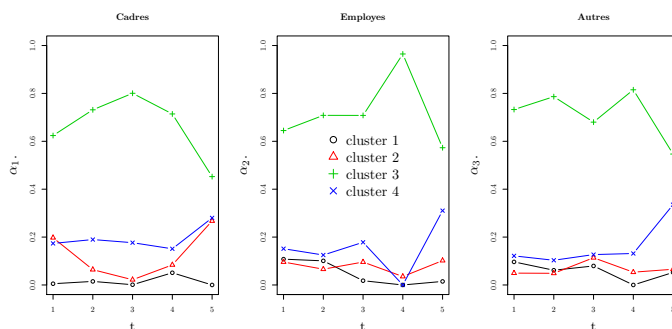 Cadres
Employes
Autres
α1.
0.0 0.2 0.4 0.6 0.8 1.0
1 2 3 4 5
t
α2.
0.0 0.2 0.4 0.6 0.8 1.0
cluster 1
cluster 2
cluster 3
cluster 4
1 2 3 4 5
t
α3.
0.0 0.2 0.4 0.6 0.8 1.0
1 2 3 4 5
t